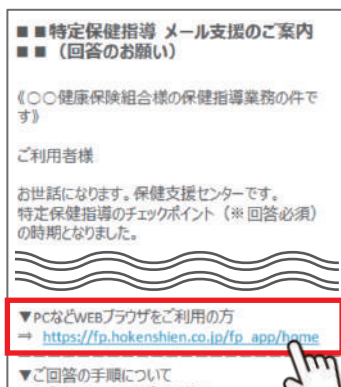 ■■特定保健指導 メール支援のご案内
■■（回答のお願い）
《○○健康保険組合様の保健指導業務の件で
す》
ご利用者様
お世話になります。保健支援センターです。
特定保健指導のチェックポイント（※回答必須）
の時期となりました。
▼PCなどWEBブラウザをご利用の方
⇒ https://fp.hokenshien.co.jp/fp_app/home
▼ご回答の手順について